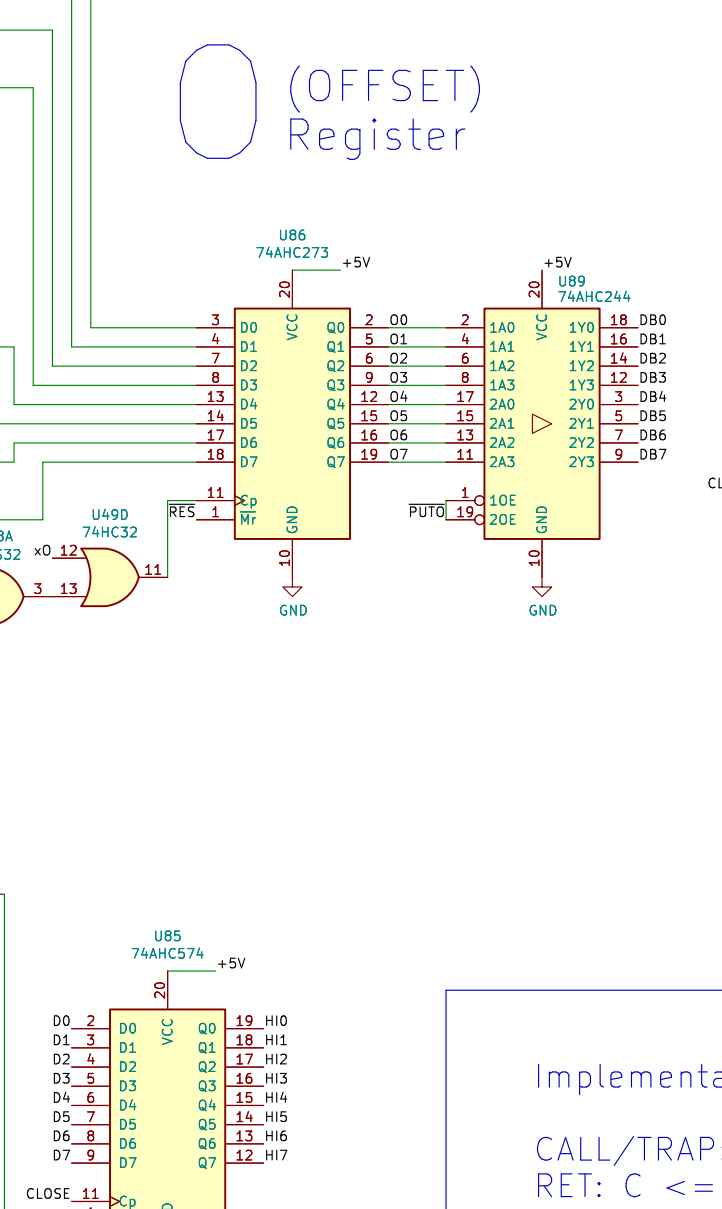 O (OFFSET)
Register
U86
74AHC273
+5V
+5V
U89
74AHC244
20
VCC
20
VCC
3 D0 Q0 2 O0 2 1A0 1Y0 18 DB0
4 D1 Q1 5 O1 4 1A1 1Y1 16 DB1
7 D2 Q2 6 O2 6 1A2 1Y2 14 DB2
8 D3 Q3 9 O3 8 1A3 1Y3 12 DB3
13 D4 Q4 12 O4 17 2A0 2Y0 3 DB4
14 D5 Q5 15 O5 15 2A1 2Y1 5 DB5
17 D6 Q6 16 O6 13 2A2 2Y2 7 DB6
18 D7 Q7 19 O7 11 2A3 2Y3 9 DB7
CL
11 Cp 1 1OE
RES 1 Mr GND PUTO 19 2OE GND
10 10
GND GND
3A
S32
U49D
74HC32
xO 12
11
3 13
U85
74AHC574
+5V
20
VCC
D0 2 D0 Q0 19 HI0
D1 3 D1 Q1 18 HI1
D2 4 D2 Q2 17 HI2
D3 5 D3 Q3 16 HI3
D4 6 D4 Q4 15 HI4
D5 7 D5 Q5 14 HI5
D6 8 D6 Q6 13 HI6
D7 9 D7 Q7 12 HI7
CLOSE 11 Cp
Implementa
CALL/TRAP:
RET: C <=